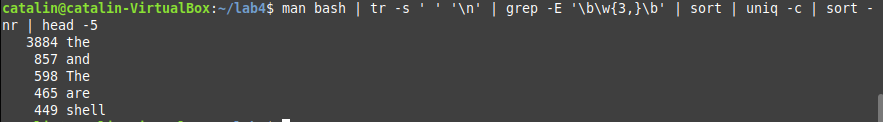 catalin@catalin-VirtualBox:~/lab4$ man bash | tr -s ' ' '\n' | grep -E '\b\w{3,}\b' | sort | uniq -c | sort -
nr | head -5
3884 the
857 and
598 The
465 are
449 shell